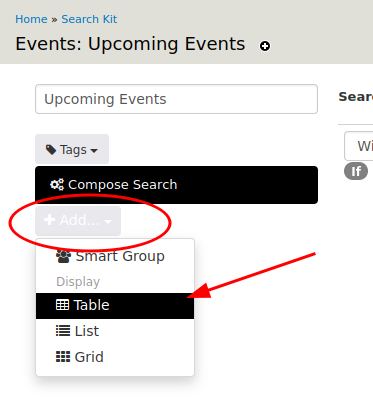 Home » Search Kit
Events: Upcoming Events
Upcoming Events
Sear
Tags
Wi
Compose Search
If
Add...
Smart Group
Display
Table
List
Grid